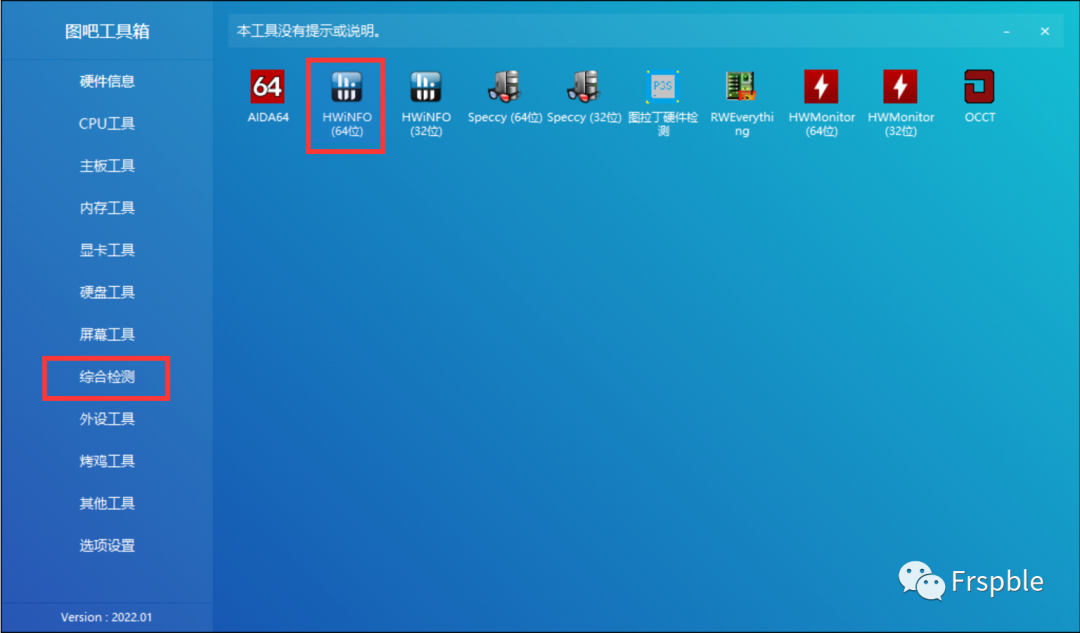 图吧工具箱
本工具没有提示或说明。
硬件信息
CPU工具
主板工具
内存工具
显卡工具
硬盘工具
屏幕工具
综合检测
外设工具
烤鸡工具
其他工具
选项设置
Version : 2022.01
64
AIDA64
HWiNFO
(64位)
HWiNFO
(32位)
Speccy (64位)
Speccy (32位)
P3S
图拉丁硬件检
测
RWEverythi
ng
HWMonitor
(64位)
HWMonitor
(32位)
OCCT
Frspble